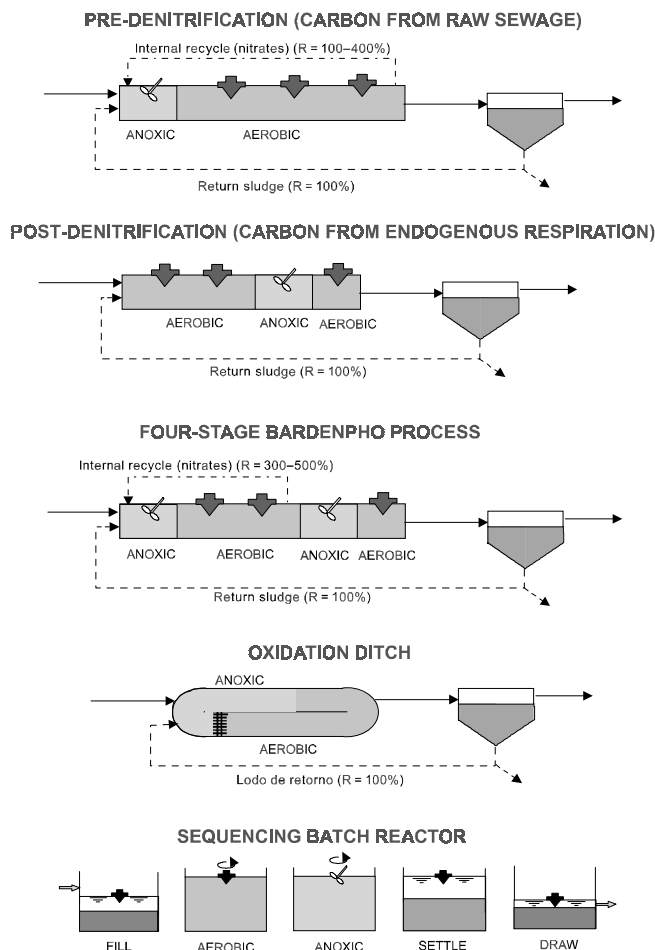 PRE-DENITRIFICATION (CARBON FROM RAW SEWAGE)
Internal recycle (nitrates) (R = 100–400%)
ANOXIC AEROBIC
Return sludge (R = 100%)
POST-DENITRIFICATION (CARBON FROM ENDOGENOUS RESPIRATION)
AEROBIC ANOXIC AEROBIC
Return sludge (R = 100%)
FOUR-STAGE BARDENPHO PROCESS
Internal recycle (nitrates) (R = 300–500%)
ANOXIC AEROBIC ANOXIC AEROBIC
Return sludge (R = 100%)
OXIDATION DITCH
ANOXIC
AEROBIC
Lodo de retorno (R = 100%)
SEQUENCING BATCH REACTOR
FILL AEROBIC ANOXIC SETTLE DRAW